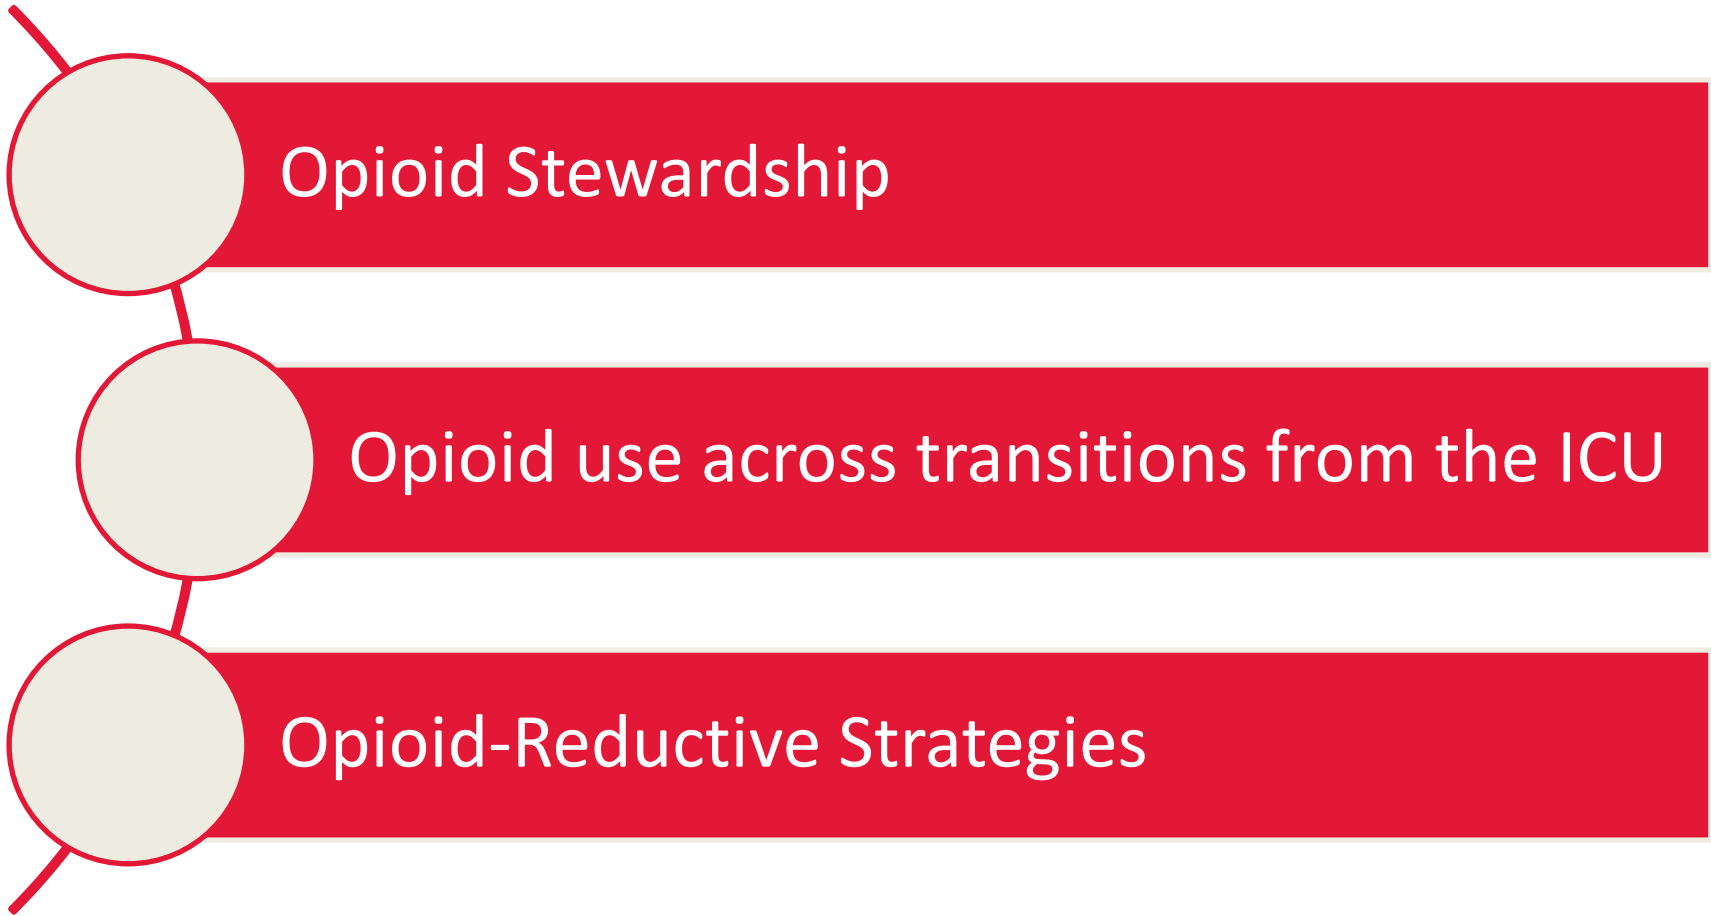 Opioid Stewardship
Opioid use across transitions from the ICU
Opioid-Reductive Strategies